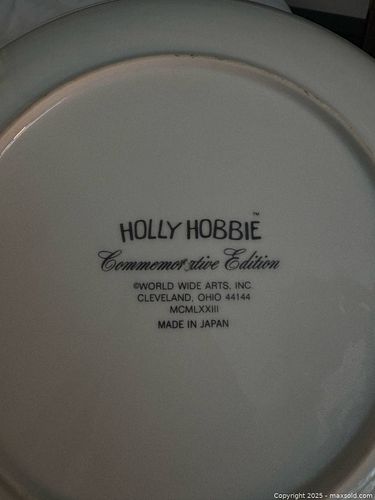 HOLLY HOBBIE™
Commemorative Edition
©WORLD WIDE ARTS, INC.
CLEVELAND, OHIO 44144
MCMLXXIII
MADE IN JAPAN
Copyright 2025 - maxsold.com